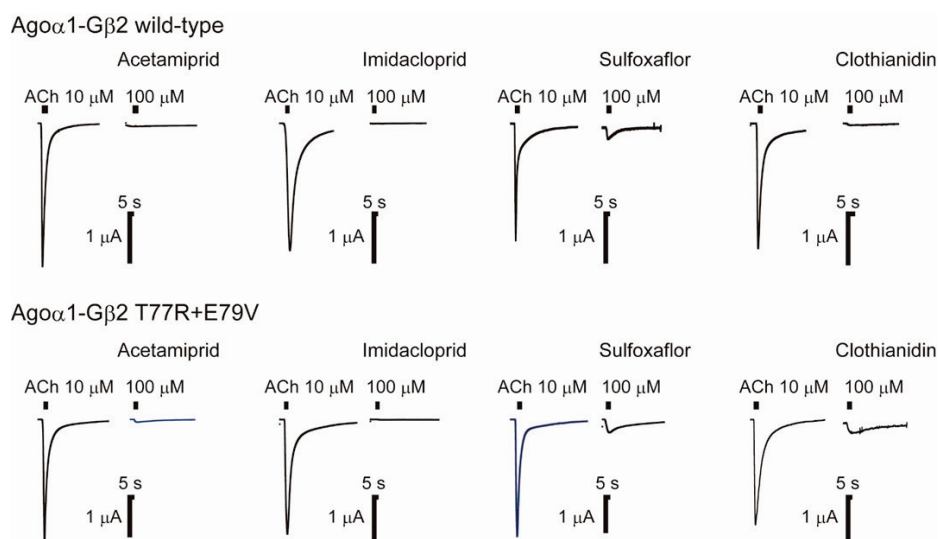 Agoα1-Gβ2 wild-type
Acetamiprid Imidacloprid Sulfoxaflor Clothianidin
ACh 10 μM 100 μM ACh 10 μM 100 μM ACh 10 μM 100 μM ACh 10 μM 100 μM
5 s 5 s 5 s 5 s
1 μA 1 μA 1 μA 1 μA
Agoα1-Gβ2 T77R+E79V
Acetamiprid Imidacloprid Sulfoxaflor Clothianidin
ACh 10 μM 100 μM ACh 10 μM 100 μM ACh 10 μM 100 μM ACh 10 μM 100 μM
5 s 5 s 5 s 5 s
1 μA 1 μA 1 μA 1 μA